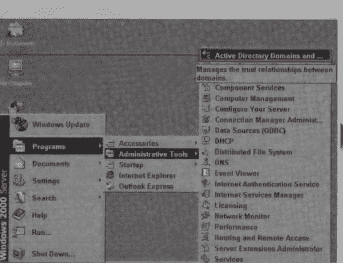 Active Directory Domains and ...
Manages the trust relationships between
domains.
Component Services
Computer Management
Configure Your Server
Connection Manager Administ...
Data Sources (ODBC)
DHCP
Distributed File System
DNS
Event Viewer
Internet Authentication Service
Internet Services Manager
Licensing
Network Monitor
Performance
Routing and Remote Access
Server Extensions Administrator
Services
Accessories
Administrative Tools
Startup
Internet Explorer
Outlook Express
Windows Update
Programs
Documents
Settings
Search
Help
Run...
Shut Down...
Windows 2000 Server